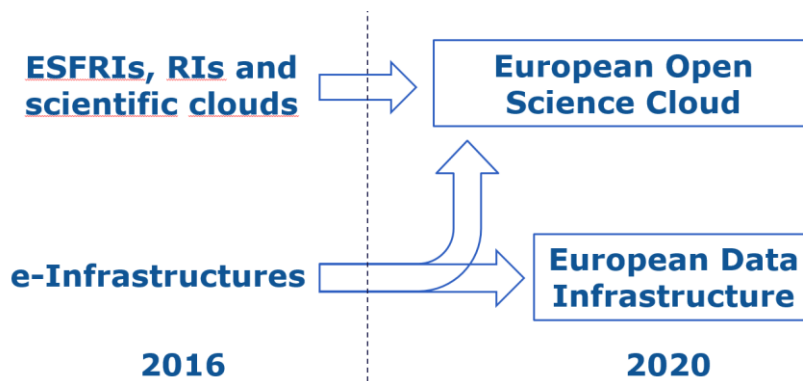 ESFRIs, RIs and
scientific clouds
European Open
Science Cloud
e-Infrastructures
European Data
Infrastructure
2016
2020